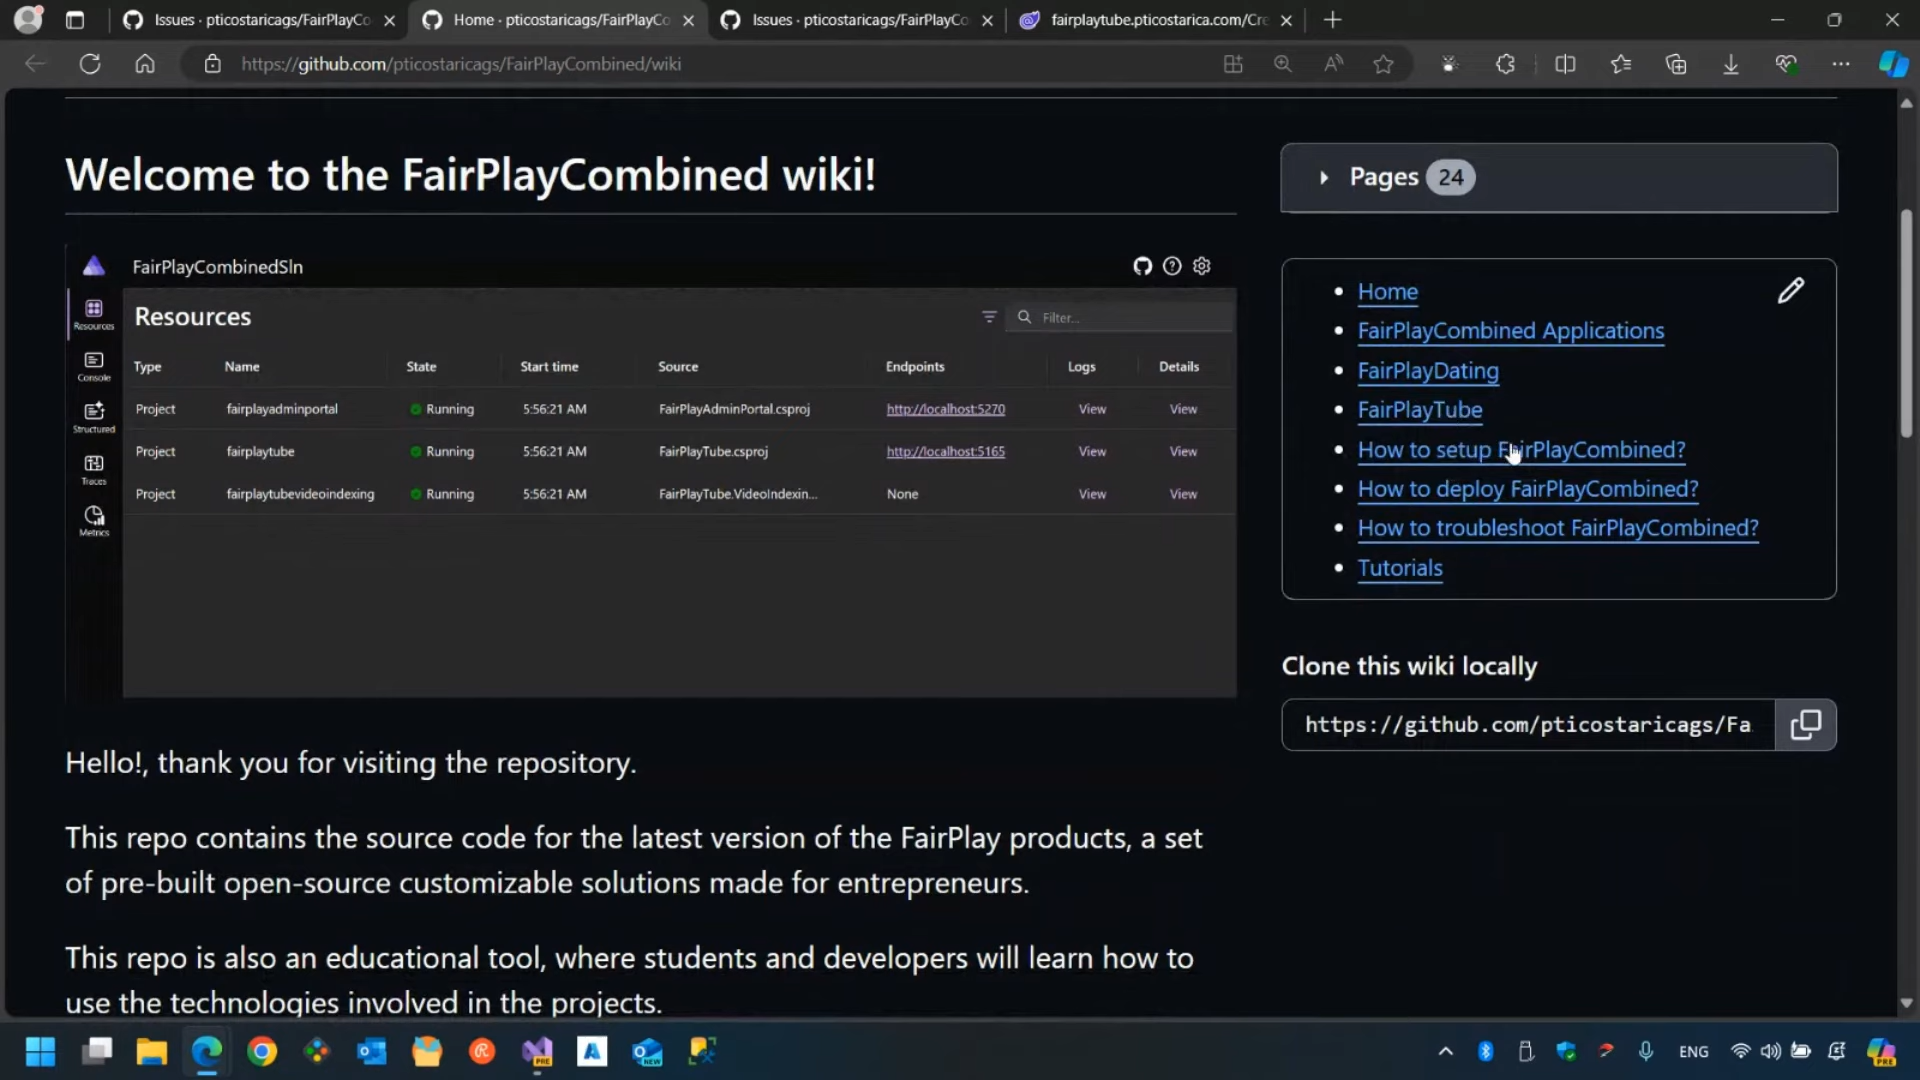 Issues · pticostaricags/FairPlayCo
Home · pticostaricags/FairPlayCo
Issues · pticostaricags/FairPlayCo
fairplaytube.pticostarica.com/Cre
https://github.com/pticostaricags/FairPlayCombined/wiki
Welcome to the FairPlayCombined wiki!
FairPlayCombinedSln
Resources
Console
Structured
Traces
Metrics
Resources
Filter...
Type Name State Start time Source Endpoints Logs Details
Project fairplayadminportal Running 5:56:21 AM FairPlayAdminPortal.csproj http://localhost:5270 View View
Project fairplaytube Running 5:56:21 AM FairPlayTube.csproj http://localhost:5165 View View
Project fairplaytubevideoindexing Running 5:56:21 AM FairPlayTube.VideoIndexin... None View View
Hello!, thank you for visiting the repository.
This repo contains the source code for the latest version of the FairPlay products, a set
of pre-built open-source customizable solutions made for entrepreneurs.
This repo is also an educational tool, where students and developers will learn how to
use the technologies involved in the projects.
Pages 24
Home
FairPlayCombined Applications
FairPlayDating
FairPlayTube
How to setup FairPlayCombined?
How to deploy FairPlayCombined?
How to troubleshoot FairPlayCombined?
Tutorials
Clone this wiki locally
https://github.com/pticostaricags/Fa
PRE
NEW
ENG
PRE